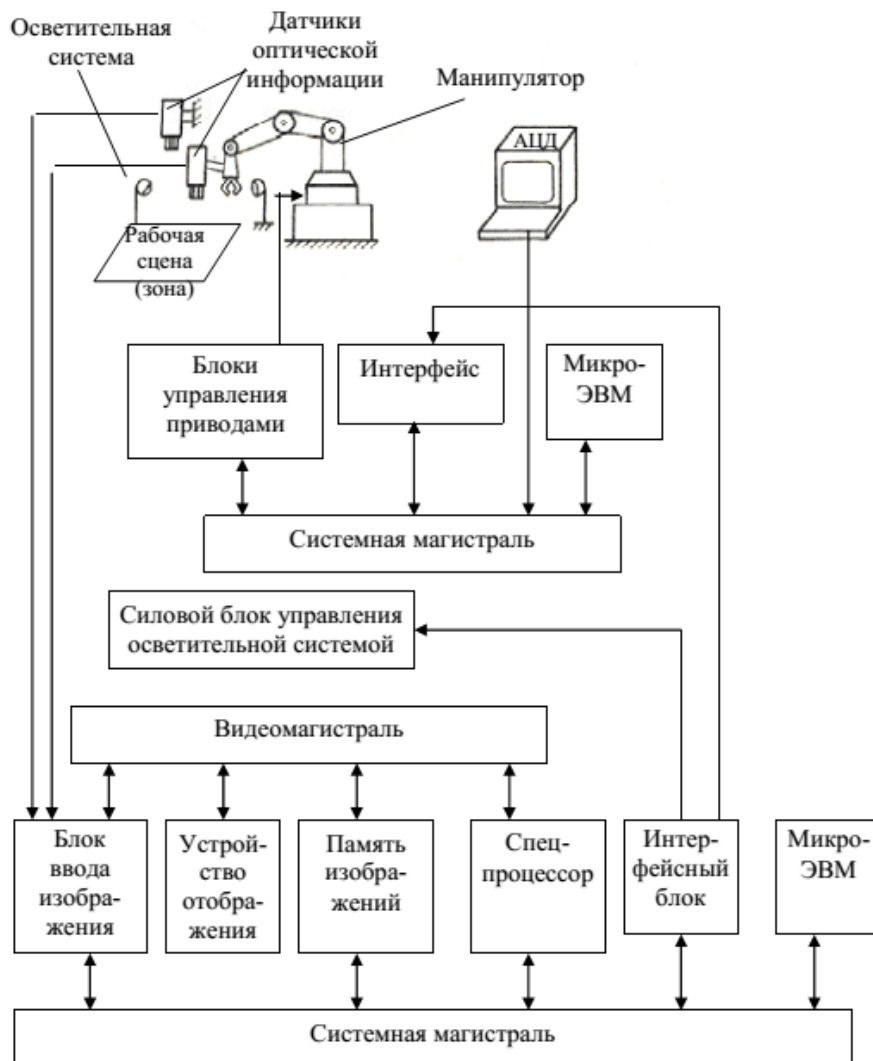 Осветительная
система
Датчики
оптической
информации
Манипулятор
АЦД
Рабочая
сцена
(зона)
Блоки
управления
приводами
Интерфейс
Микро-
ЭВМ
Системная магистраль
Силовой блок управления
осветительной системой
Видеомагистраль
Блок
ввода
изобра-
жения
Устрой-
ство
отобра-
жения
Память
изобра-
жений
Спец-
процессор
Интер-
фейсный
блок
Микро-
ЭВМ
Системная магистраль